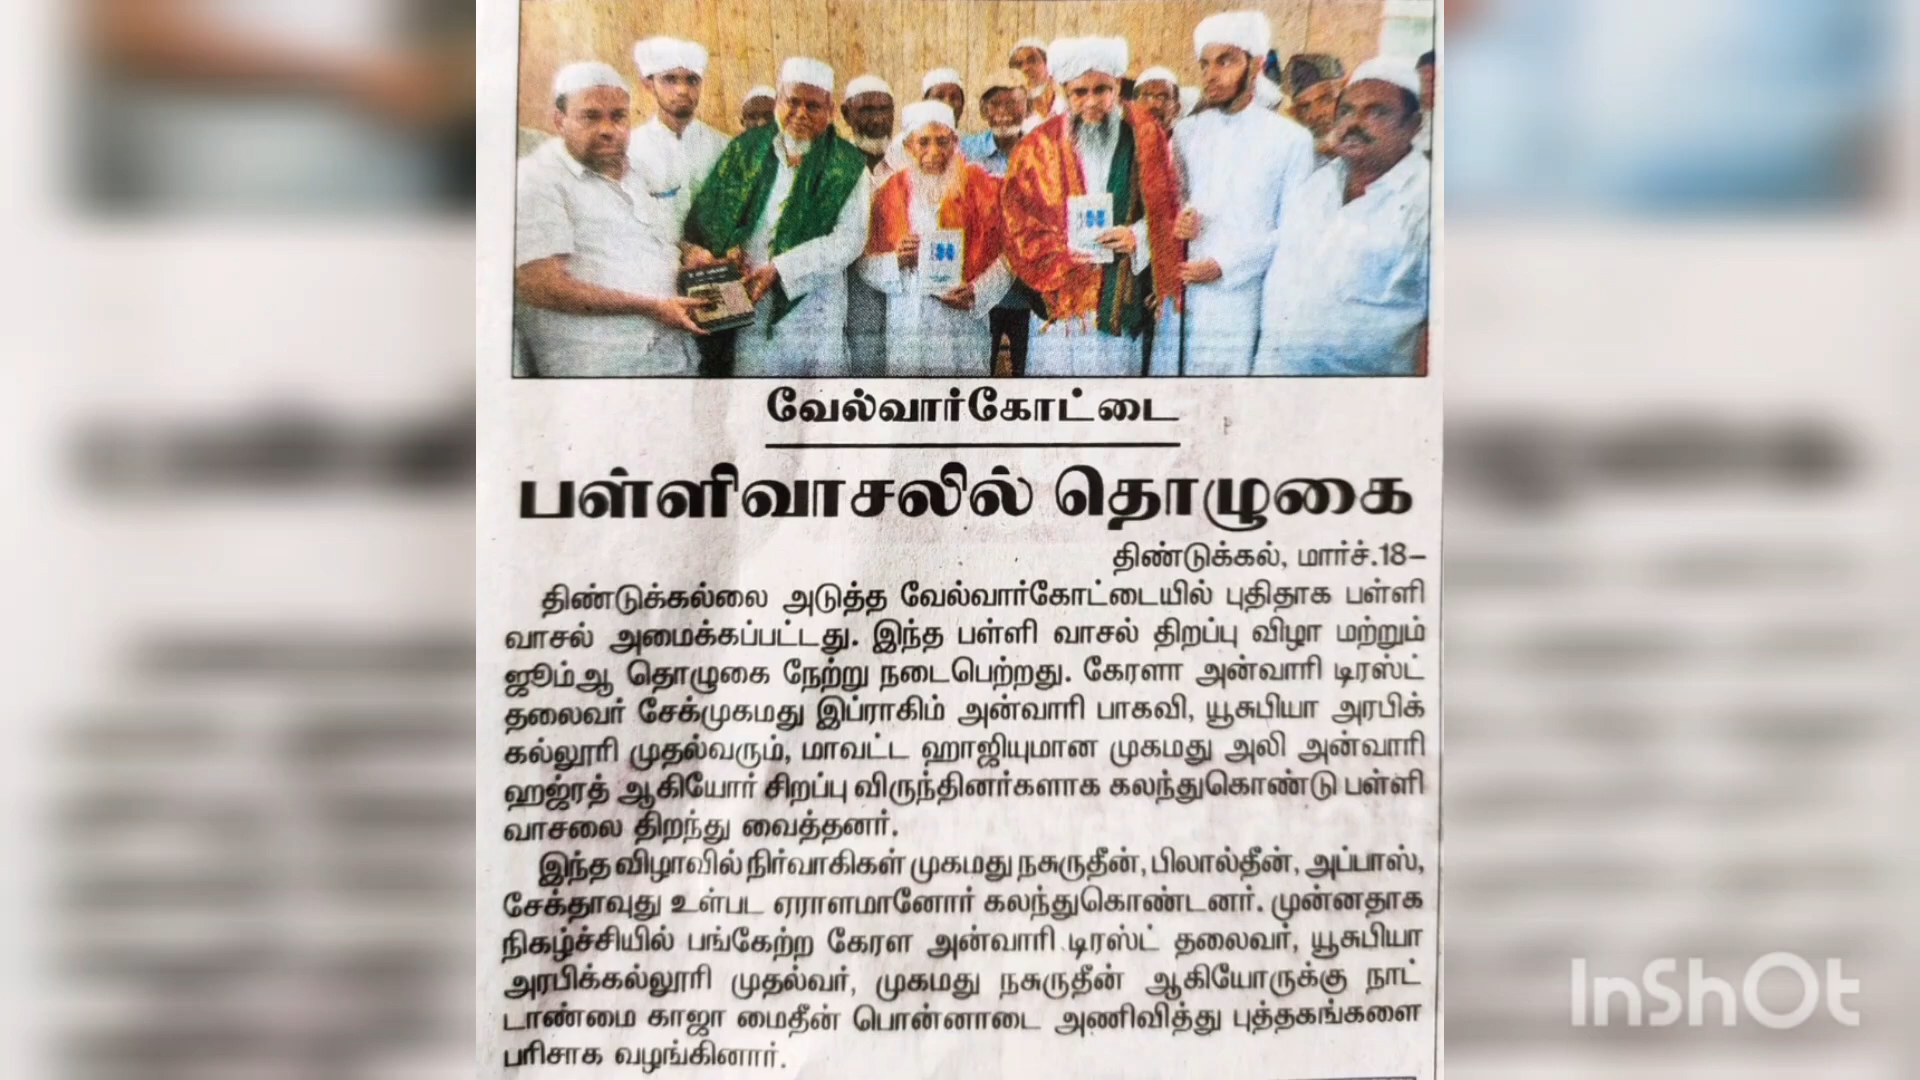 வேல்வார்கோட்டை
பள்ளிவாசலில் தொழுகை
திண்டுக்கல், மார்ச்.18–
திண்டுக்கல்லை அடுத்த வேல்வார்கோட்டையில் புதிதாக பள்ளி
வாசல் அமைக்கப்பட்டது. இந்த பள்ளி வாசல் திறப்பு விழா மற்றும்
ஜூம்ஆ தொழுகை நேற்று நடைபெற்றது. கேரளா அன்வாரி டிரஸ்ட்
தலைவர் சேக்முகமது இப்ராகிம் அன்வாரி பாகவி, யூசுபியா அரபிக்
கல்லூரி முதல்வரும், மாவட்ட ஹாஜியுமான முகமது அலி அன்வாரி
ஹஜ்ரத் ஆகியோர் சிறப்பு விருந்தினர்களாக கலந்துகொண்டு பள்ளி
வாசலை திறந்து வைத்தனர்.
இந்த விழாவில் நிர்வாகிகள் முகமது நசுருதீன், பிலால்தீன், அப்பாஸ்,
சேக்தாவுது உள்பட ஏராளமானோர் கலந்துகொண்டனர். முன்னதாக
நிகழ்ச்சியில் பங்கேற்ற கேரள அன்வாரி டிரஸ்ட் தலைவர், யூசுபியா
அரபிக்கல்லூரி முதல்வர், முகமது நசுருதீன் ஆகியோருக்கு நாட்
டாண்மை காஜா மைதீன் பொன்னாடை அணிவித்து புத்தகங்களை
பரிசாக வழங்கினார்.
InShOt